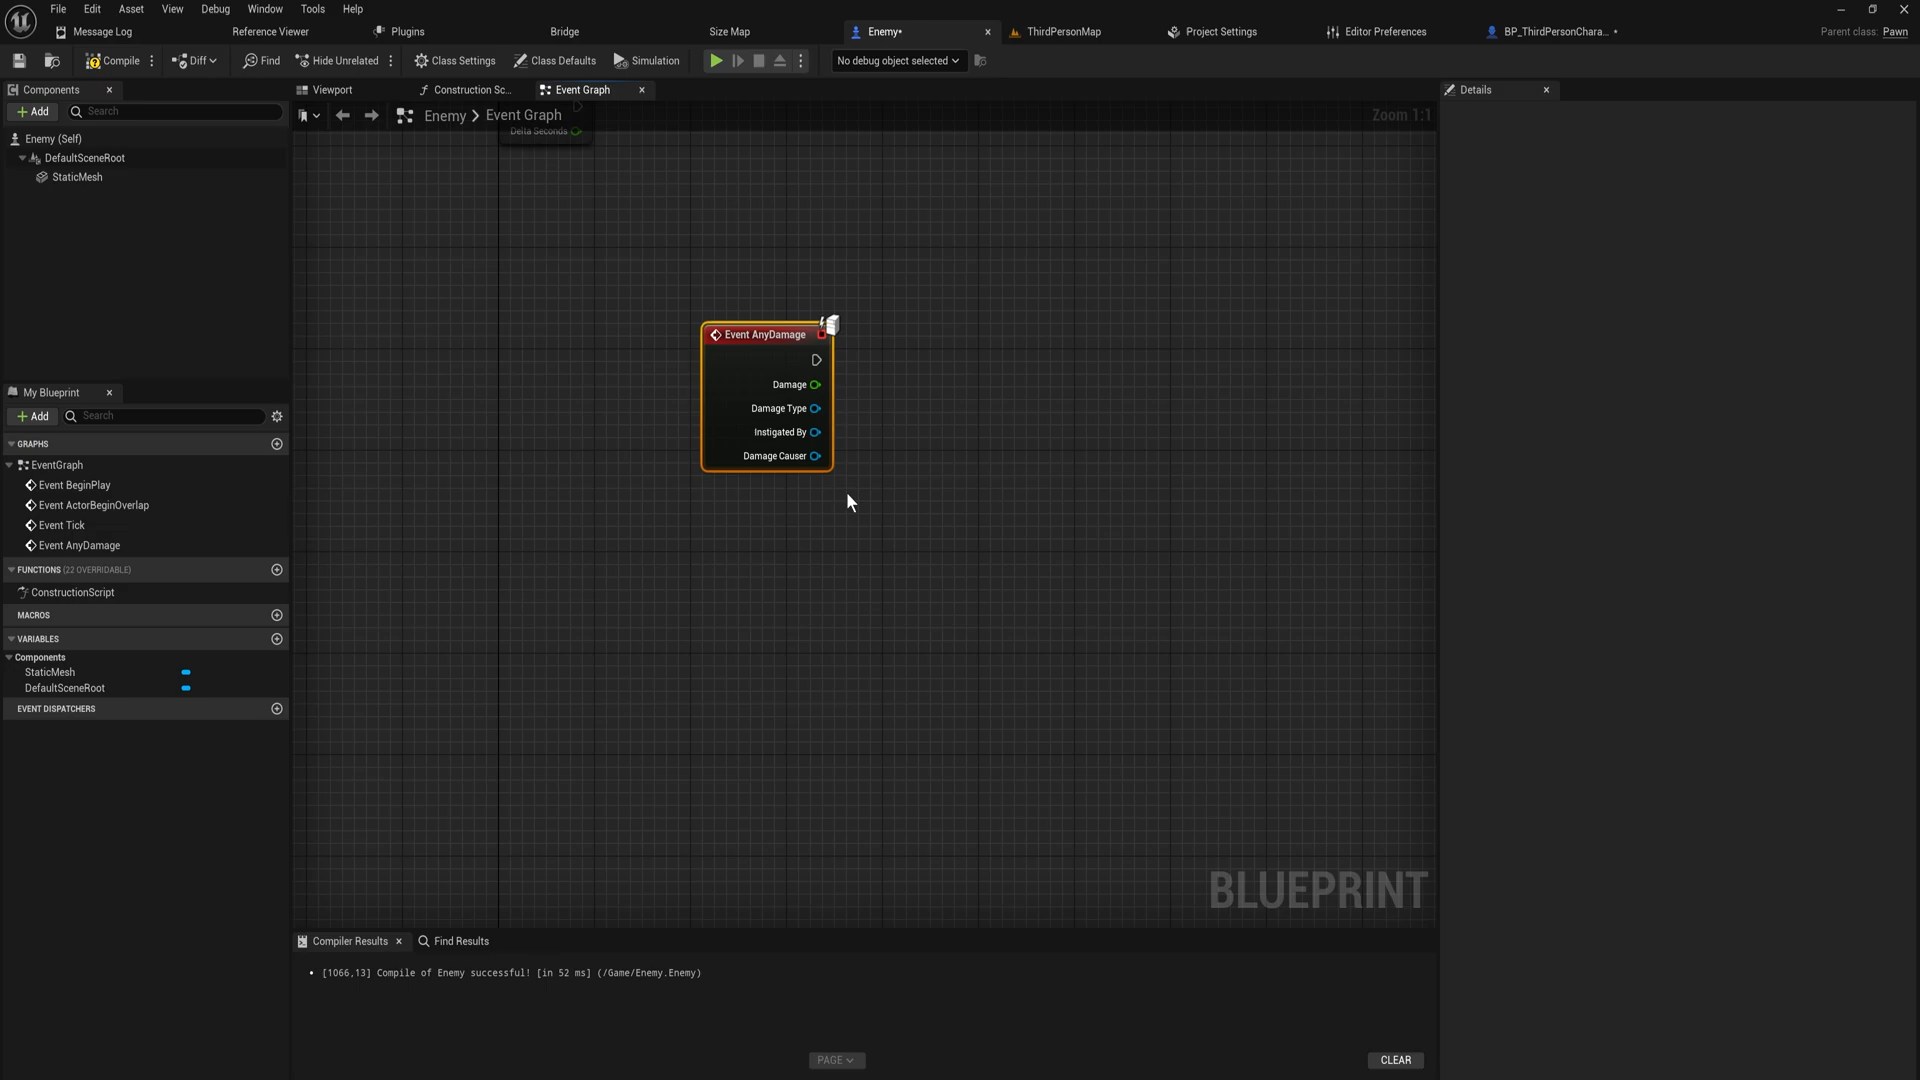 File Edit Asset View Debug Window Tools Help
Message Log Reference Viewer Plugins Bridge Size Map Enemy* ThirdPersonMap Project Settings Editor Preferences BP_ThirdPersonChara... * Parent class: Pawn
Compile Diff Find Hide Unrelated Class Settings Class Defaults Simulation No debug object selected
Components
Add Search
Enemy (Self)
DefaultSceneRoot
StaticMesh
My Blueprint
Add Search
GRAPHS
EventGraph
Event BeginPlay
Event ActorBeginOverlap
Event Tick
Event AnyDamage
FUNCTIONS (22 OVERRIDABLE)
ConstructionScript
MACROS
VARIABLES
Components
StaticMesh
DefaultSceneRoot
EVENT DISPATCHERS
Viewport Construction Sc... Event Graph
Enemy > Event Graph Zoom 1:1
Delta Seconds
Event AnyDamage
Damage
Damage Type
Instigated By
Damage Causer
BLUEPRINT
Compiler Results Find Results
• [1066,13] Compile of Enemy successful! [in 52 ms] (/Game/Enemy.Enemy)
PAGE CLEAR
Details